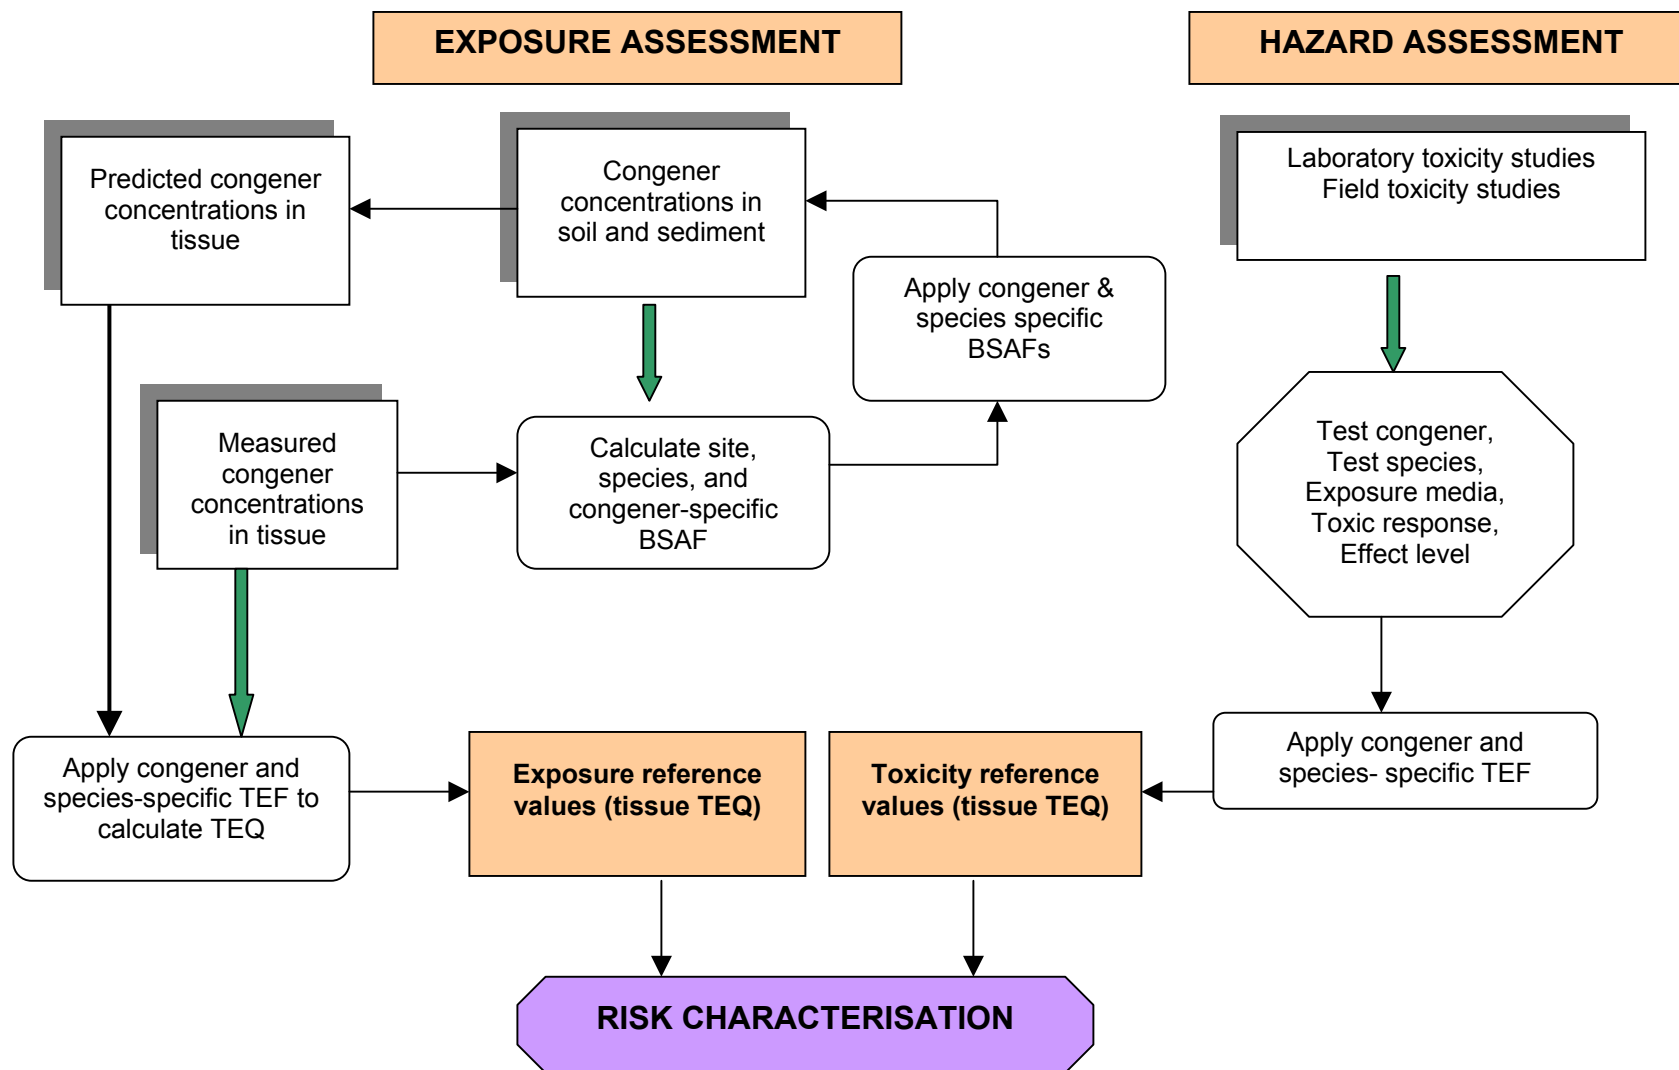 EXPOSURE ASSESSMENT
HAZARD ASSESSMENT
Predicted congener
concentrations in
tissue
Congener
concentrations in
soil and sediment
Laboratory toxicity studies
Field toxicity studies
Apply congener &
species specific
BSAFs
Measured
congener
concentrations
in tissue
Calculate site,
species, and
congener-specific
BSAF
Test congener,
Test species,
Exposure media,
Toxic response,
Effect level
Apply congener and
species-specific TEF to
calculate TEQ
Exposure reference
values (tissue TEQ)
Toxicity reference
values (tissue TEQ)
Apply congener and
species- specific TEF
RISK CHARACTERISATION